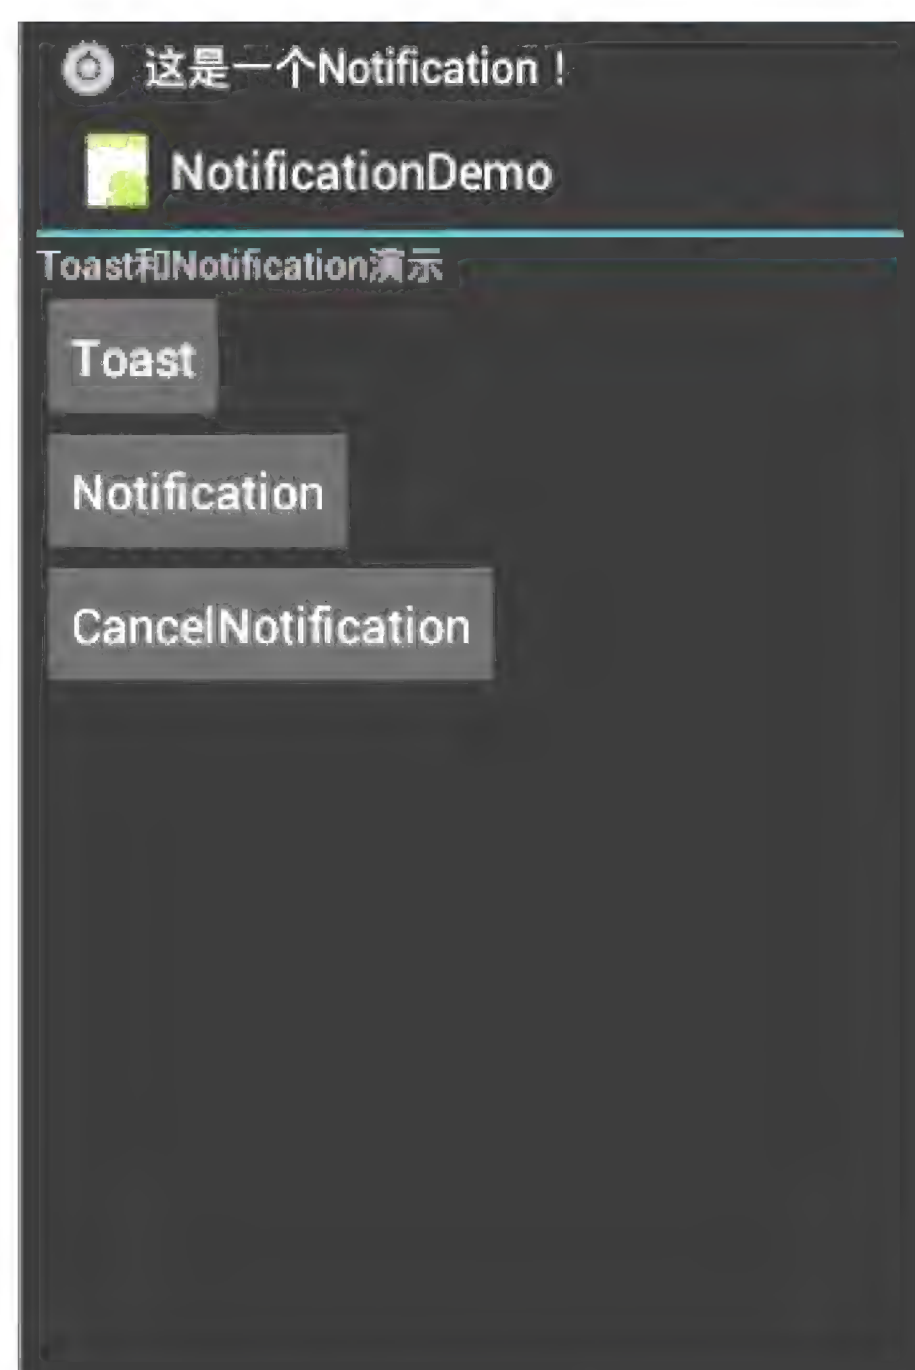 这是一个Notification！
NotificationDemo
Toast和Notification演示
Toast
Notification
CancelNotification